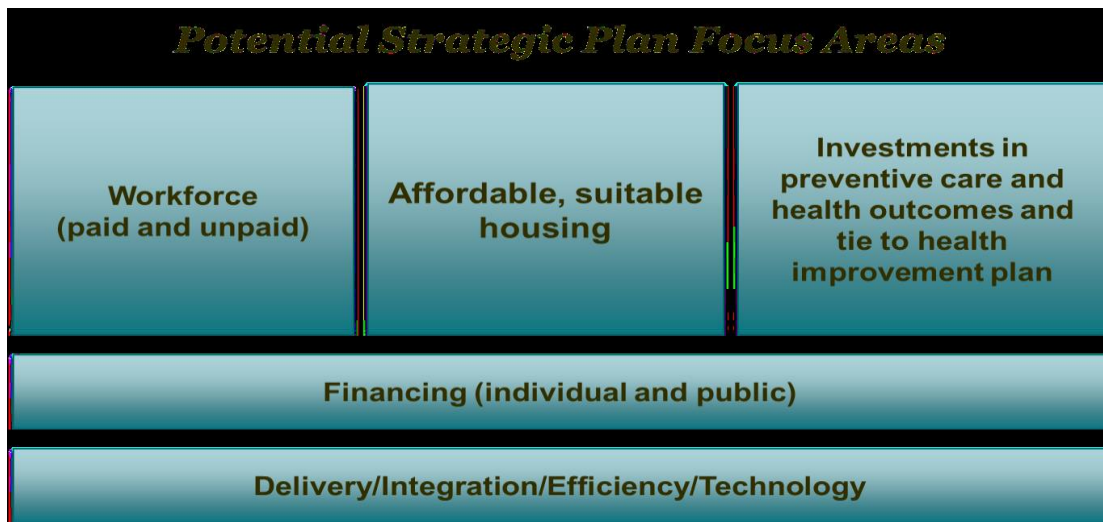 Potential Strategic Plan Focus Areas
Workforce
(paid and unpaid)
Affordable, suitable
housing
Investments in
preventive care and
health outcomes and
tie to health
improvement plan
Financing (individual and public)
Delivery/Integration/Efficiency/Technology